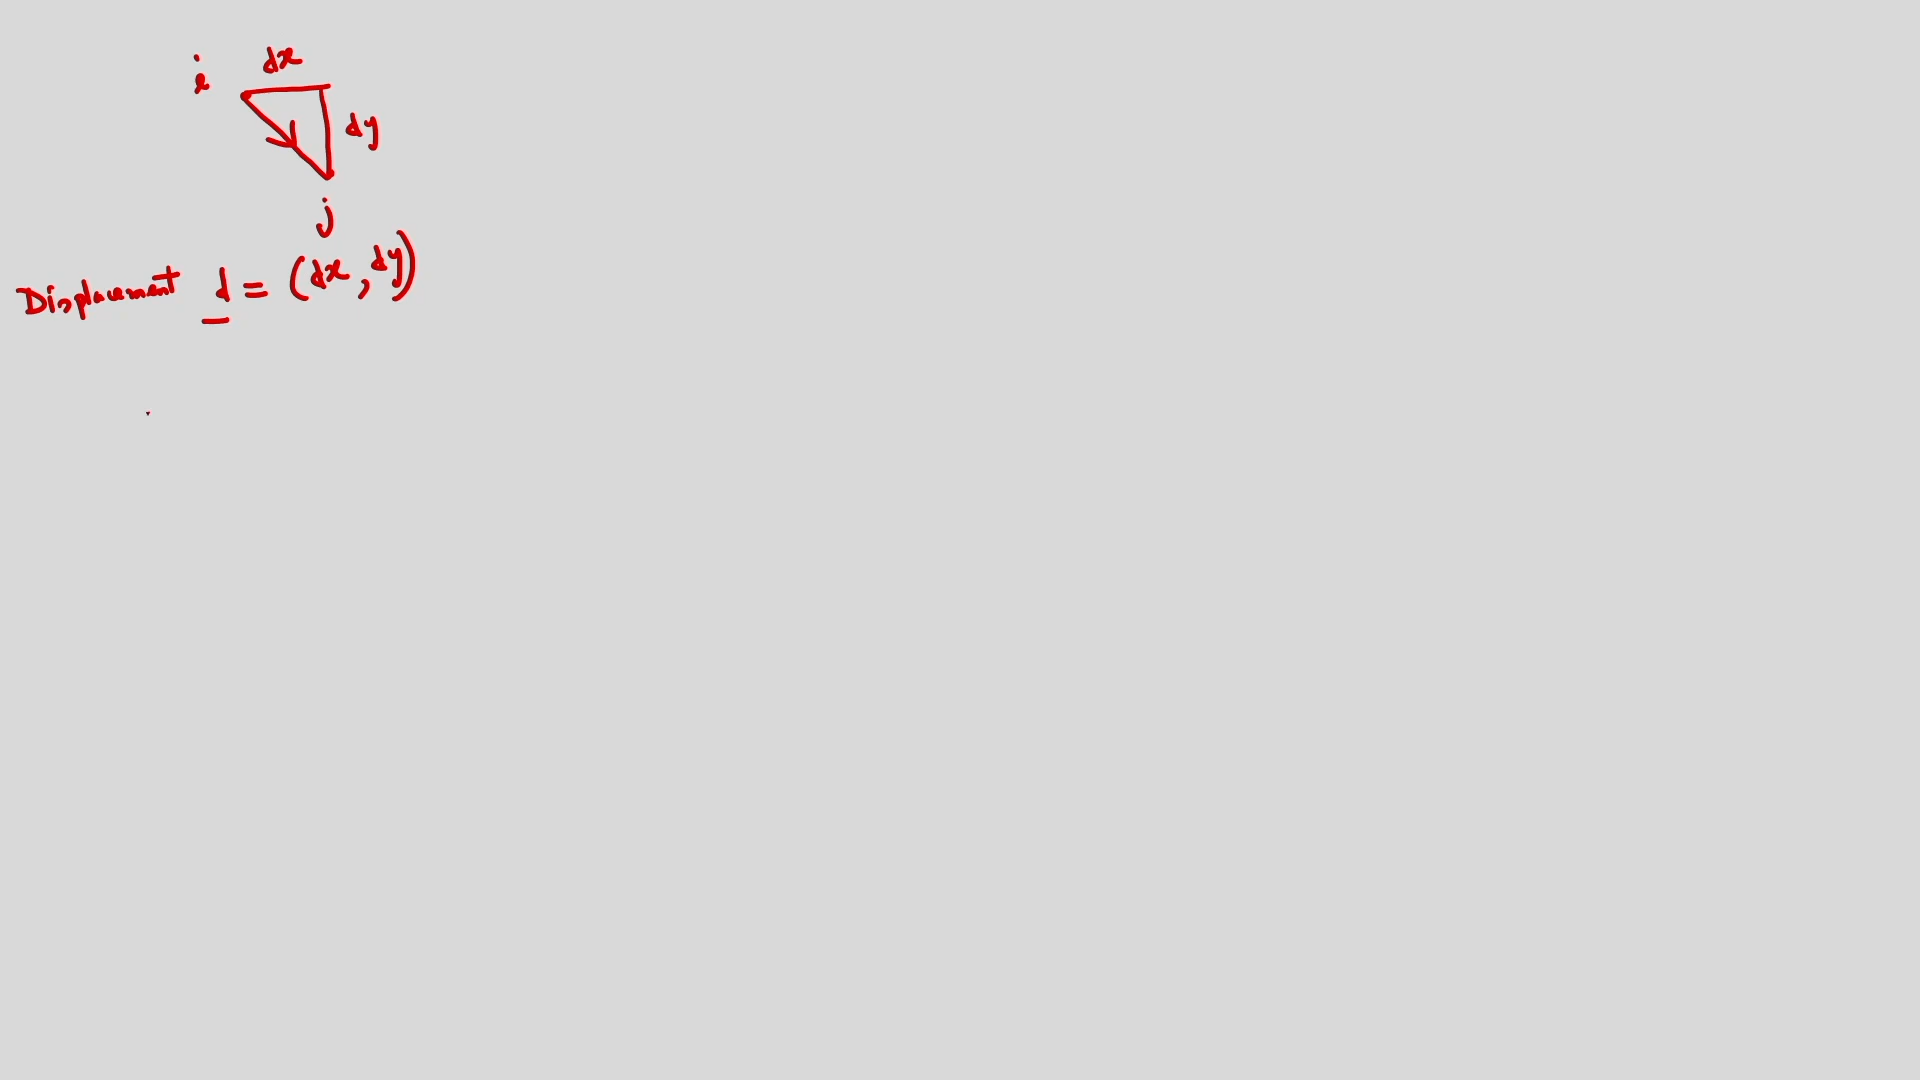 i
dx
dy
j
Displacement d = (dx, dy)